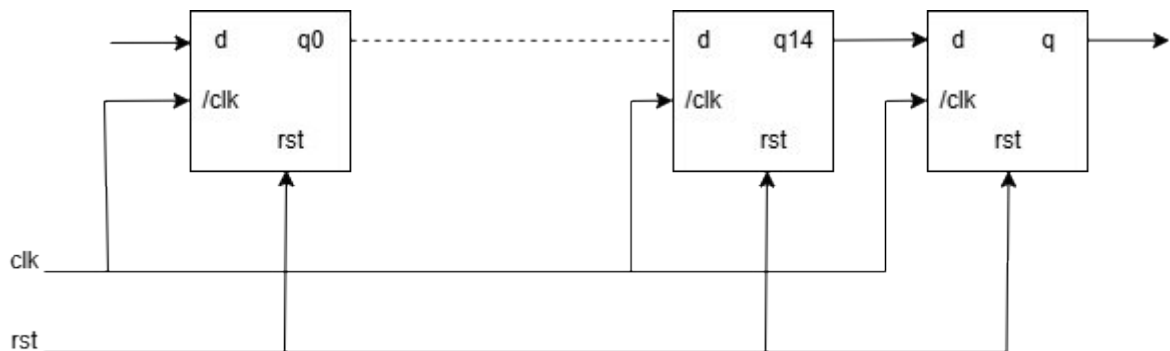 d q0 d q14 d q
/clk /clk /clk
rst rst rst
clk
rst